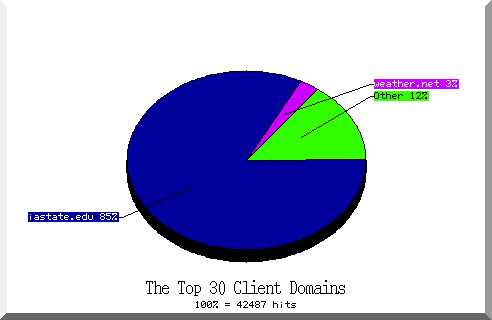 weather.net 3%
Other 12%
iastate.edu 85%
The Top 30 Client Domains
100% = 42487 hits